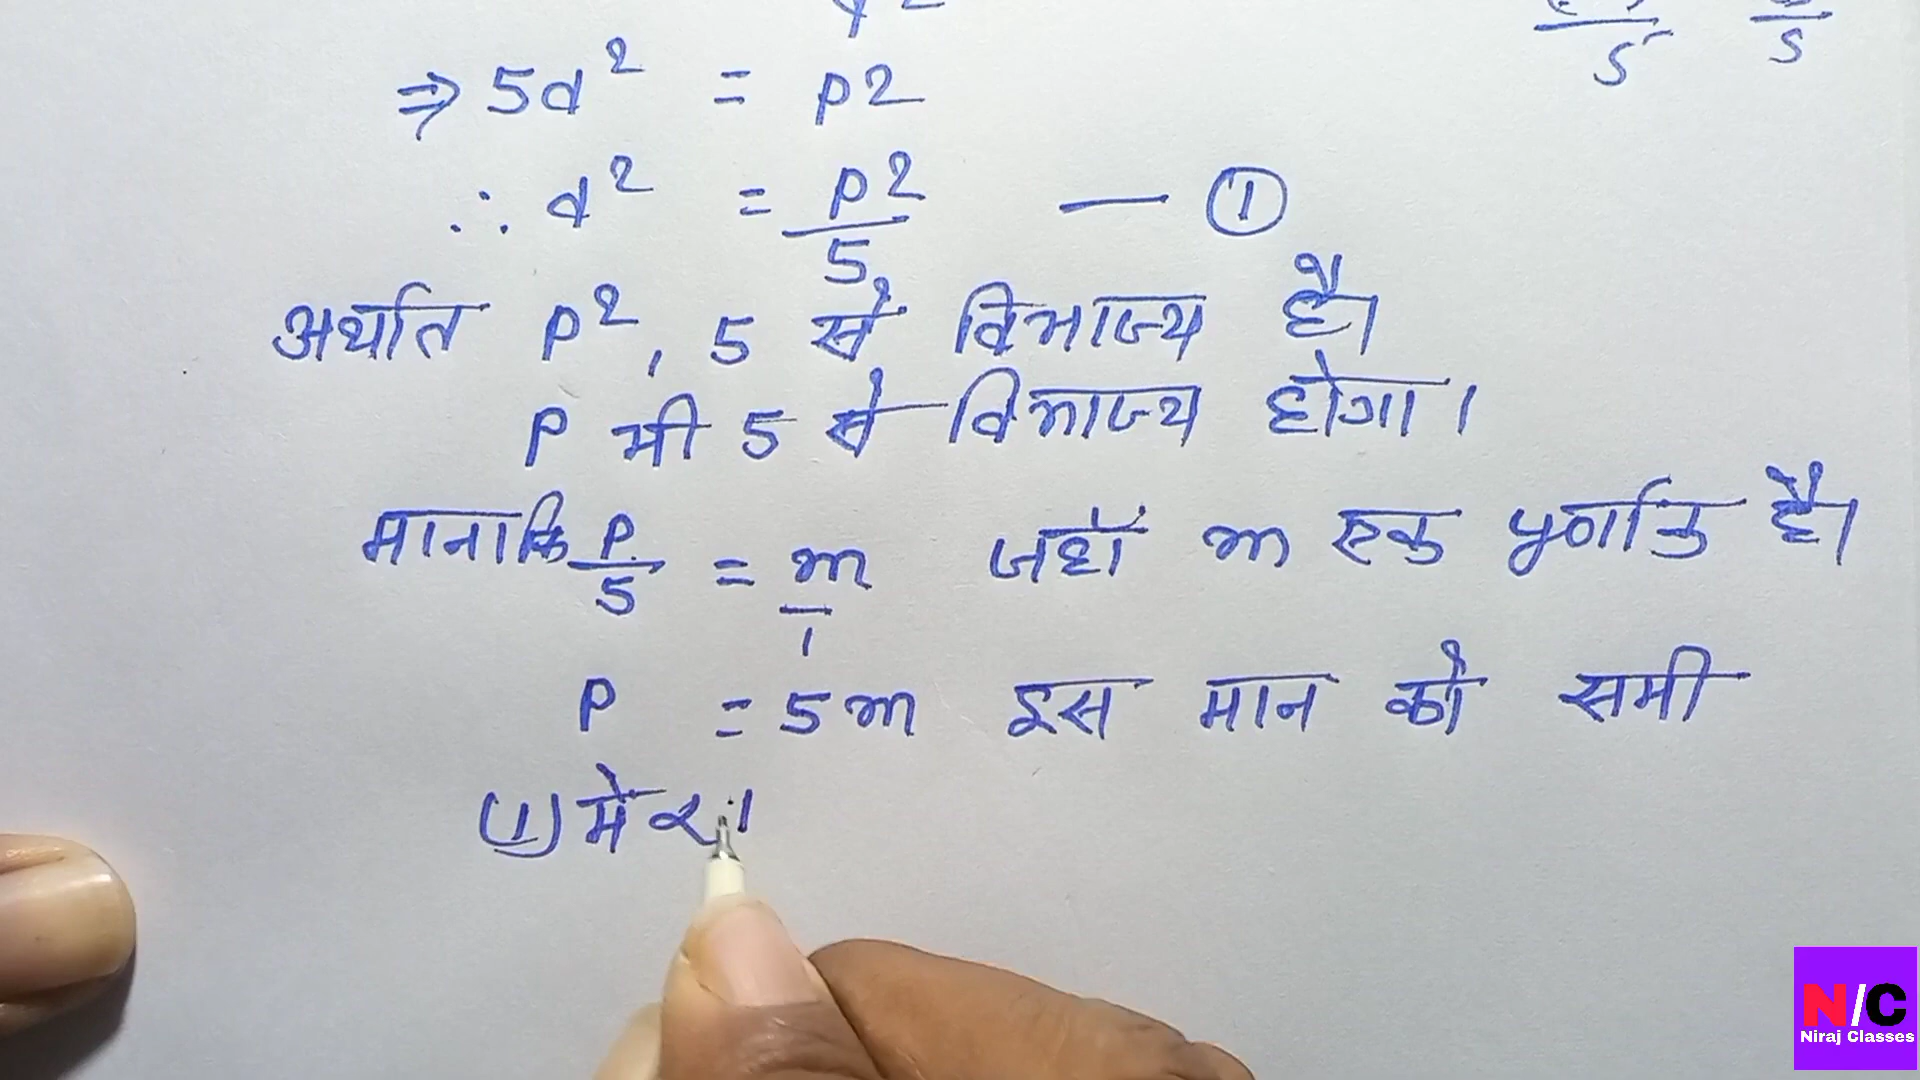 ⇒ 5q² = p²
∴ q² = p²/5 — ①
अर्थात p², 5 से विभाज्य है।
P भी 5 से विभाज्य होगा।
माना कि P/5 = m/1 जहाँ m एक पूर्णांक है।
P = 5m इस मान को समी
(1) में
N/C
Niraj Classes